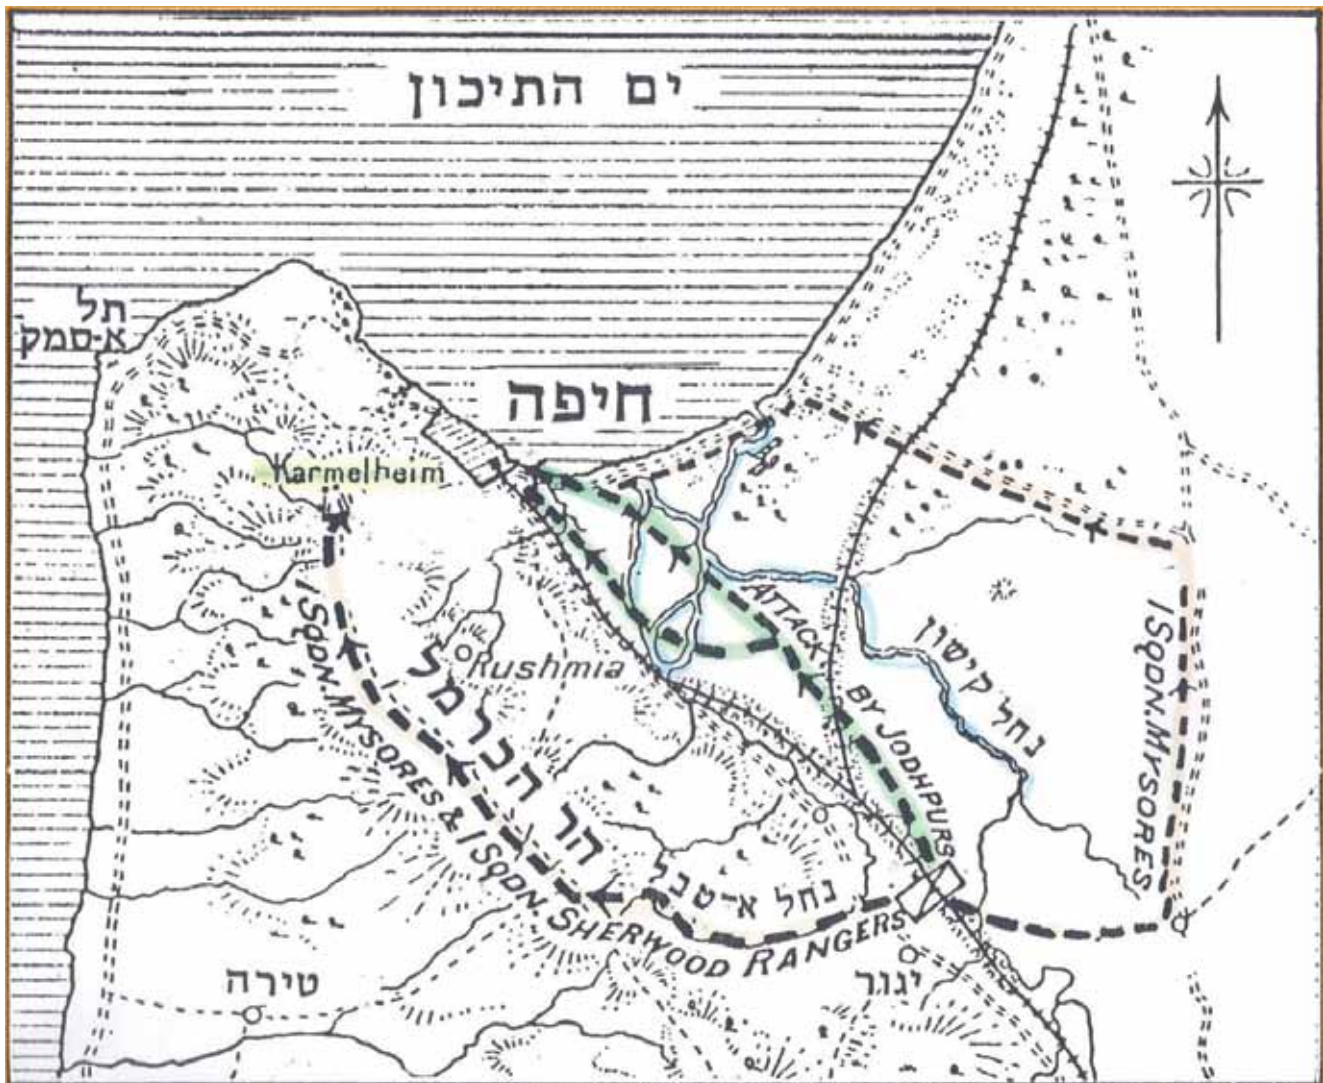 ים התיכון
תל
א-סמק
חיפה
Karmelheim
Rushmia
הר הכרמל
נחל קישון
ATTACK BY JODHPURS
1 SQDN. MYSORES
1 SQDN. MYSORES & 1 SQDN. SHERWOOD RANGERS
נחל א-טבל
טירה
יגור